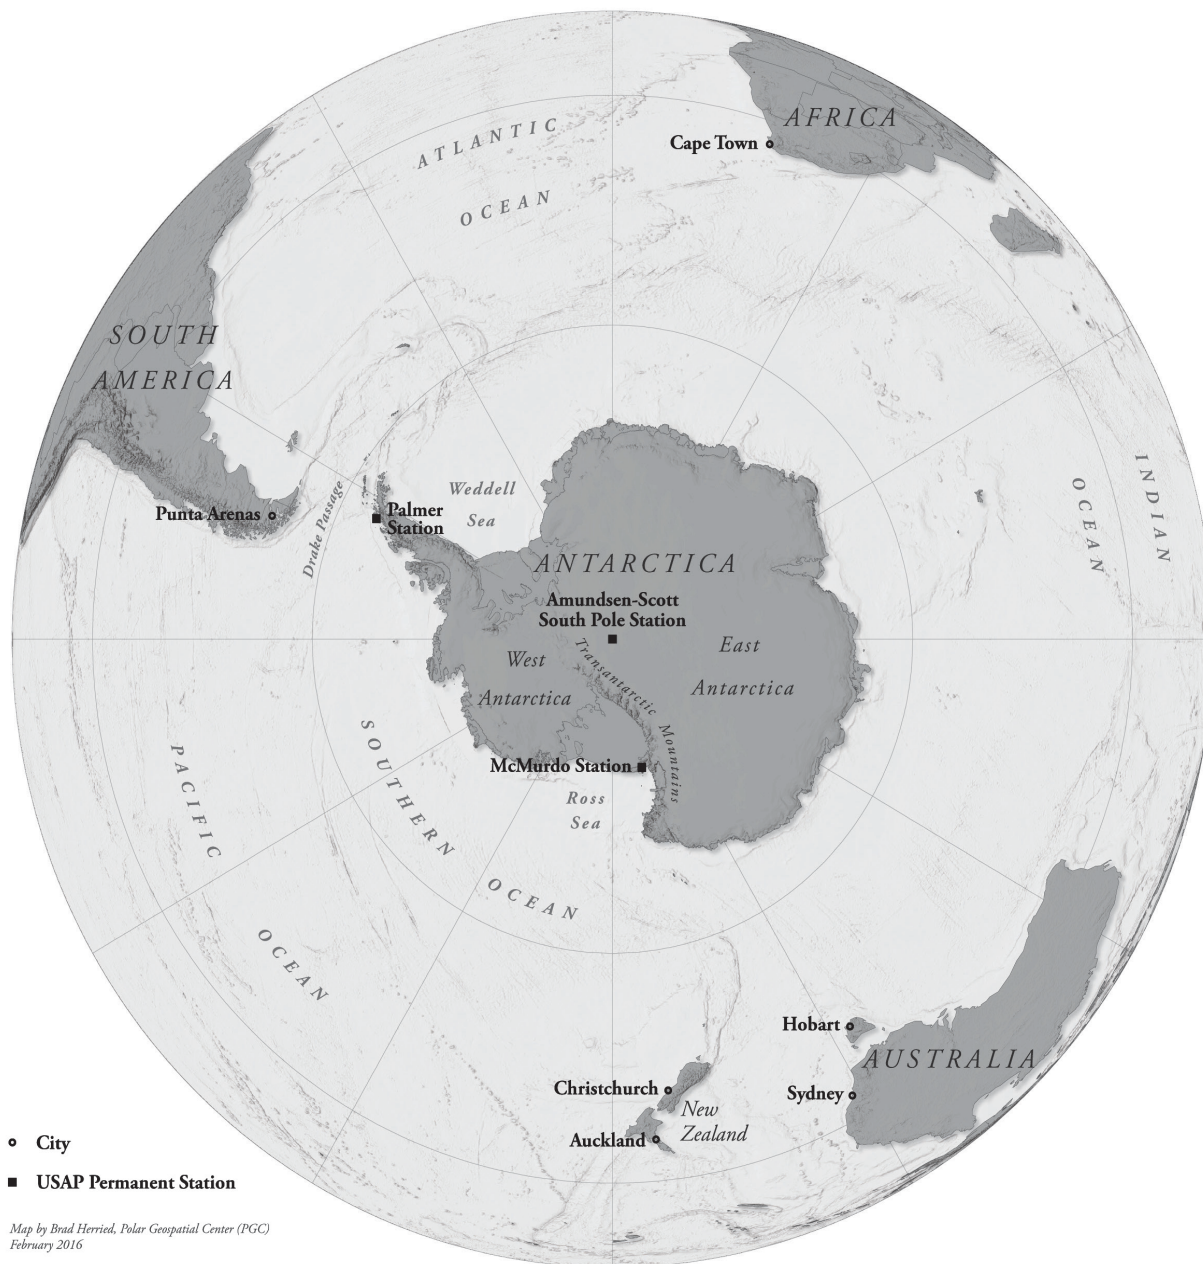 ATLANTIC
OCEAN
AFRICA
Cape Town
SOUTH
AMERICA
Punta Arenas
Drake Passage
Palmer
Station
Weddell
Sea
INDIAN
OCEAN
ANTARCTICA
Amundsen-Scott
South Pole Station
West
Antarctica
East
Antarctica
Transantarctic
Mountains
McMurdo Station
Ross
Sea
SOUTHERN
OCEAN
PACIFIC
OCEAN
Hobart
AUSTRALIA
Sydney
Christchurch
New
Zealand
Auckland
City
USAP Permanent Station
Map by Brad Herried, Polar Geospatial Center (PGC)
February 2016